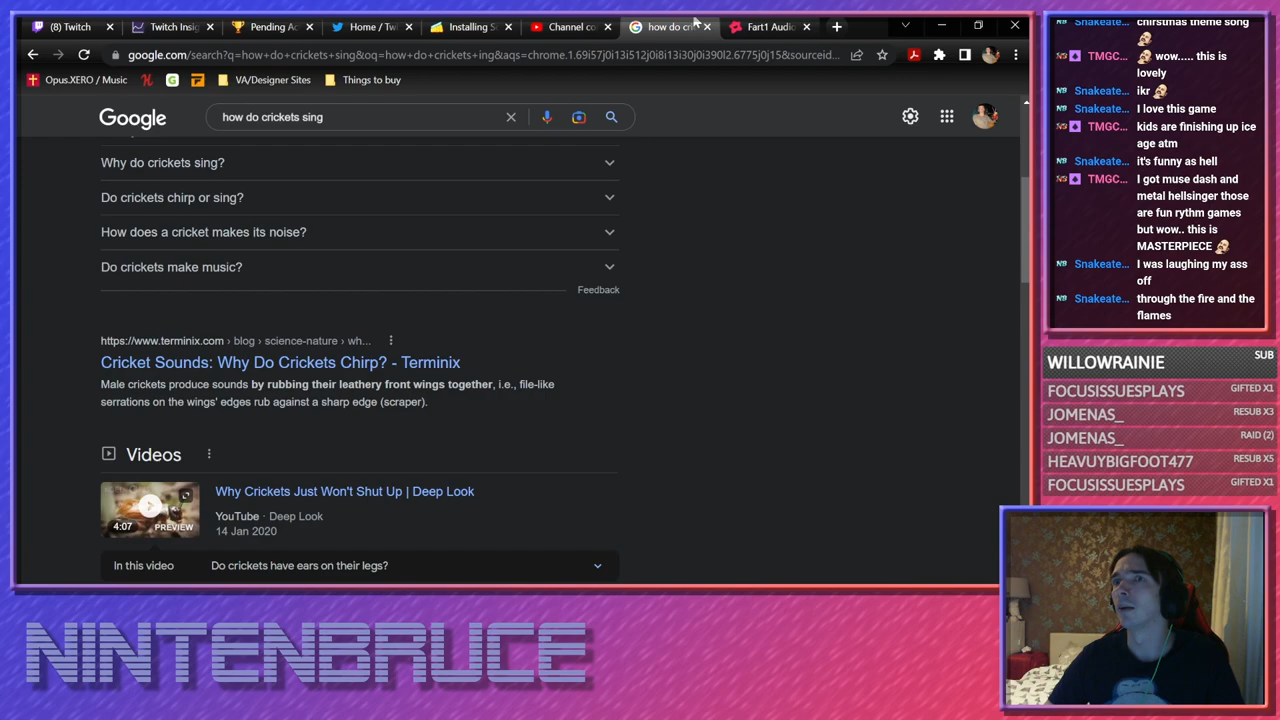 (8) Twitch
Twitch Insig
Pending Ac
Home / Twi
Installing S
Channel co
how do cri
Fart1 Audio
google.com/search?q=how+do+crickets+sing&oq=how+do+crickets+ing&aqs=chrome.1.69i57j0i13i512j0i8i13i30j0i390l2.6775j0j15&sourceid...
Opus.XERO / Music
VA/Designer Sites
Things to buy
Google
how do crickets sing
Why do crickets sing?
Do crickets chirp or sing?
How does a cricket makes its noise?
Do crickets make music?
Feedback
https://www.terminix.com › blog › science-nature › wh...
Cricket Sounds: Why Do Crickets Chirp? - Terminix
Male crickets produce sounds by rubbing their leathery front wings together, i.e., file-like
serrations on the wings' edges rub against a sharp edge (scraper).
Videos
4:07
PREVIEW
Why Crickets Just Won't Shut Up | Deep Look
YouTube · Deep Look
14 Jan 2020
In this video
Do crickets have ears on their legs?
Snakeate... chirstmas theme song
TMGC... wow..... this is
lovely
Snakeate... ikr
Snakeate... I love this game
TMGC... kids are finishing up ice
age atm
Snakeate... it's funny as hell
TMGC... I got muse dash and
metal hellsinger those
are fun rythm games
but wow.. this is
MASTERPIECE
Snakeate... I was laughing my ass
off
Snakeate... through the fire and the
flames
WILLOWRAINIE SUB
FOCUSISSUESPLAYS GIFTED X1
JOMENAS_ RESUB X3
JOMENAS_ RAID (2)
HEAVUYBIGFOOT477 RESUB X5
FOCUSISSUESPLAYS GIFTED X1
NINTENBRUCE